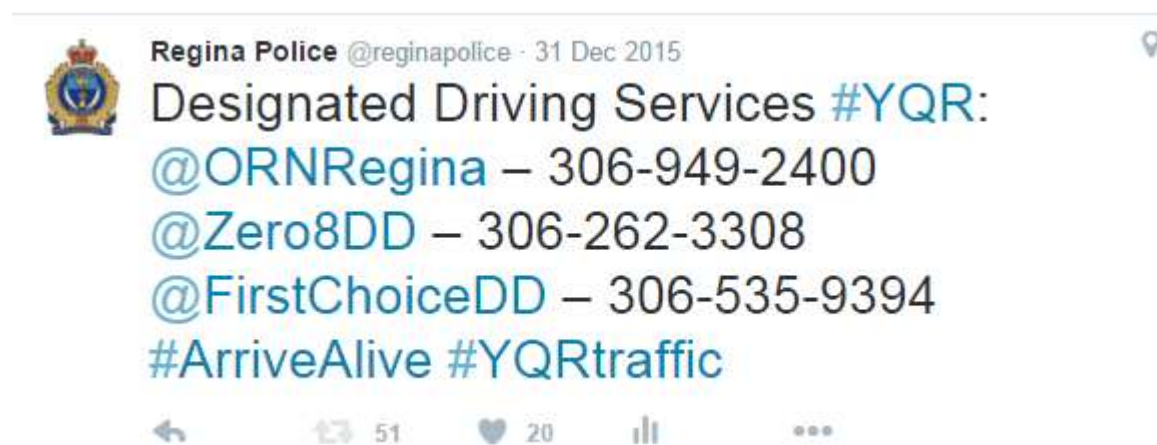 Regina Police @reginapolice · 31 Dec 2015
Designated Driving Services #YQR:
@ORNRegina – 306-949-2400
@Zero8DD – 306-262-3308
@FirstChoiceDD – 306-535-9394
#ArriveAlive #YQRtraffic
51 20